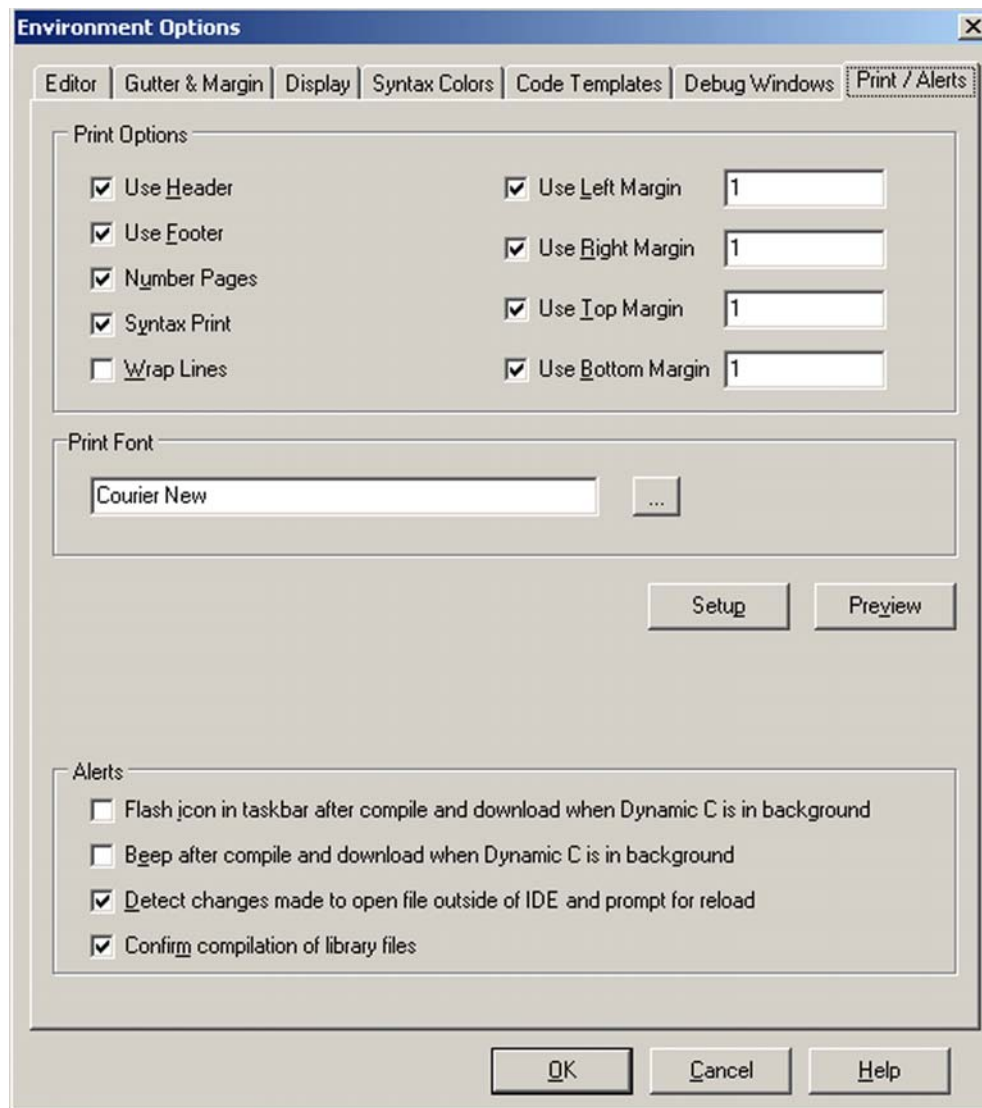 Environment Options
Editor Gutter & Margin Display Syntax Colors Code Templates Debug Windows Print / Alerts
Print Options
Use Header
Use Footer
Number Pages
Syntax Print
Wrap Lines
Use Left Margin 1
Use Right Margin 1
Use Top Margin 1
Use Bottom Margin 1
Print Font
Courier New
...
Setup Preview
Alerts
Flash icon in taskbar after compile and download when Dynamic C is in background
Beep after compile and download when Dynamic C is in background
Detect changes made to open file outside of IDE and prompt for reload
Confirm compilation of library files
OK Cancel Help